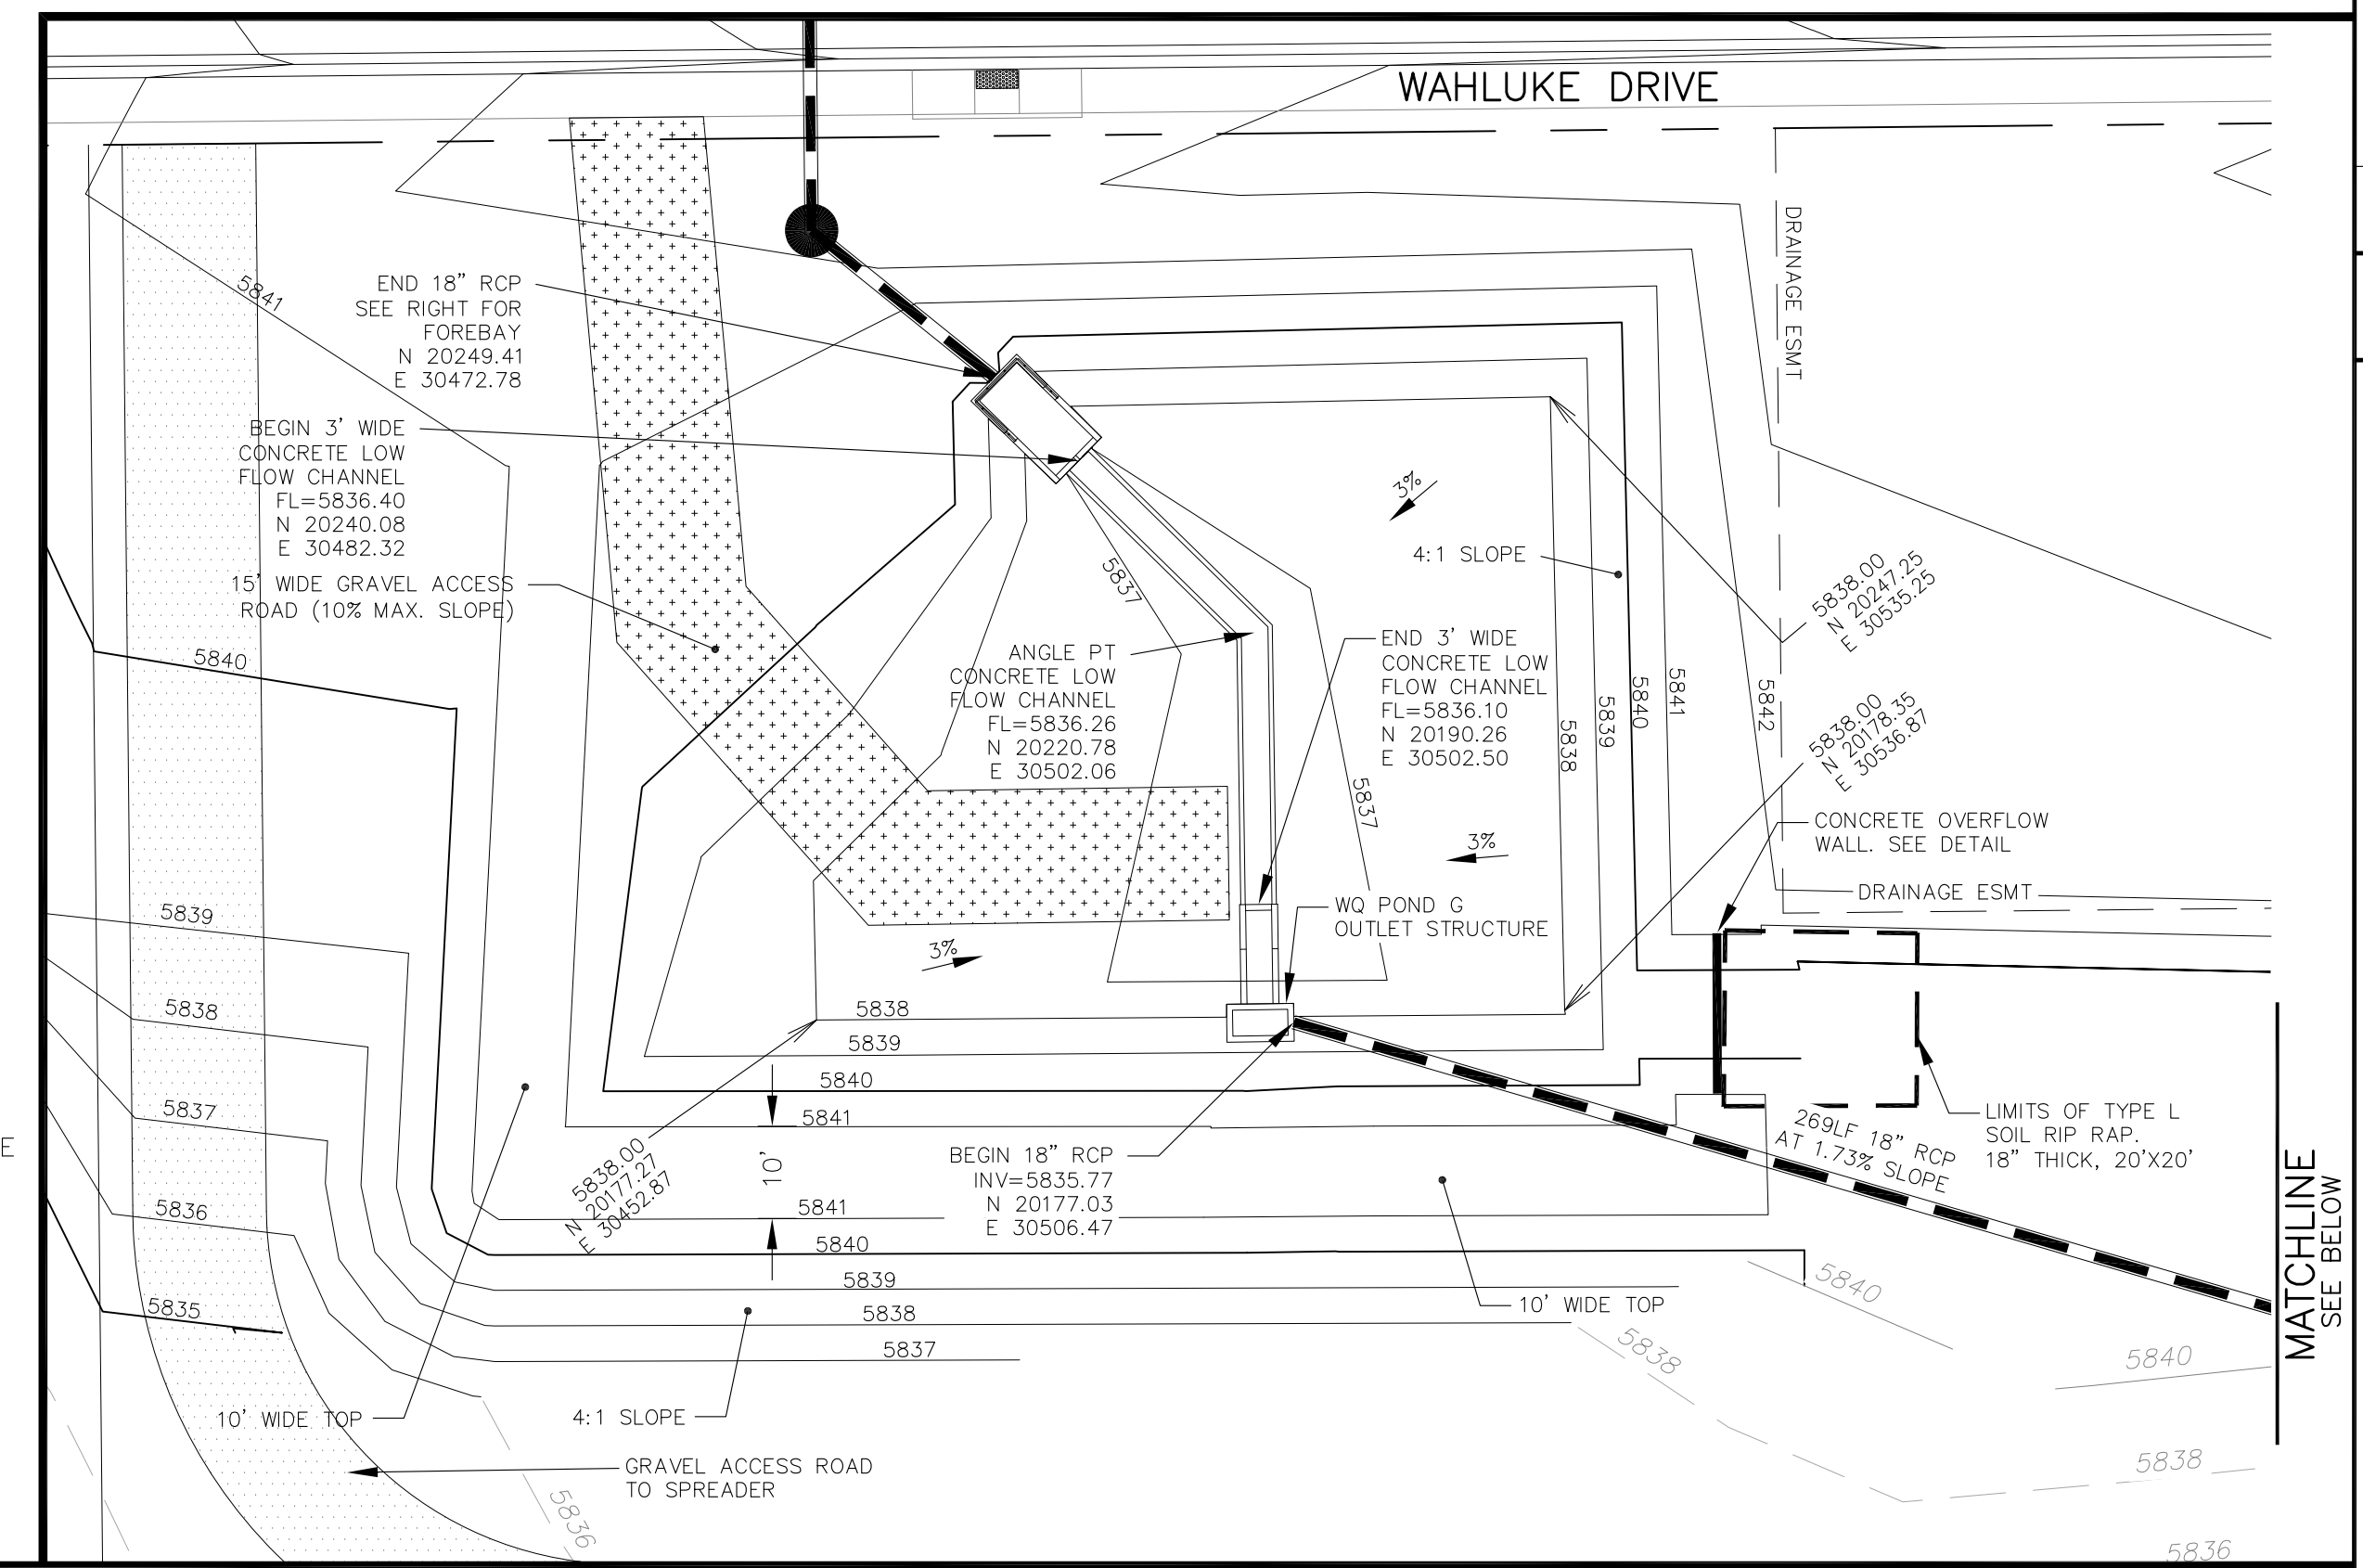 WAHLUKE DRIVE
DRAINAGE ESMT
5841
END 18" RCP
SEE RIGHT FOR
FOREBAY
N 20249.41
E 30472.78
BEGIN 3' WIDE
CONCRETE LOW
FLOW CHANNEL
FL=5836.40
N 20240.08
E 30482.32
15' WIDE GRAVEL ACCESS
ROAD (10% MAX. SLOPE)
3%
4:1 SLOPE
5837
5838.00
N 20247.25
E 30535.25
5840
ANGLE PT
CONCRETE LOW
FLOW CHANNEL
FL=5836.26
N 20220.78
E 30502.06
END 3' WIDE
CONCRETE LOW
FLOW CHANNEL
FL=5836.10
N 20190.26
E 30502.50
5838
5839
5840
5841
5842
5838.00
N 20178.35
E 30536.87
5837
3%
CONCRETE OVERFLOW
WALL. SEE DETAIL
DRAINAGE ESMT
WQ POND G
OUTLET STRUCTURE
3%
5839
5838
5837
5836
5835
5838
5839
5840
5841
10'
5841
5840
5839
5838
5837
5838.00
N 20177.27
E 30452.87
BEGIN 18" RCP
INV=5835.77
N 20177.03
E 30506.47
269LF 18" RCP
AT 1.73% SLOPE
LIMITS OF TYPE L
SOIL RIP RAP.
18" THICK, 20'X20'
MATCHLINE
SEE BELOW
E
10' WIDE TOP
5840
5838
5840
5838
5836
10' WIDE TOP
4:1 SLOPE
GRAVEL ACCESS ROAD
TO SPREADER
5836